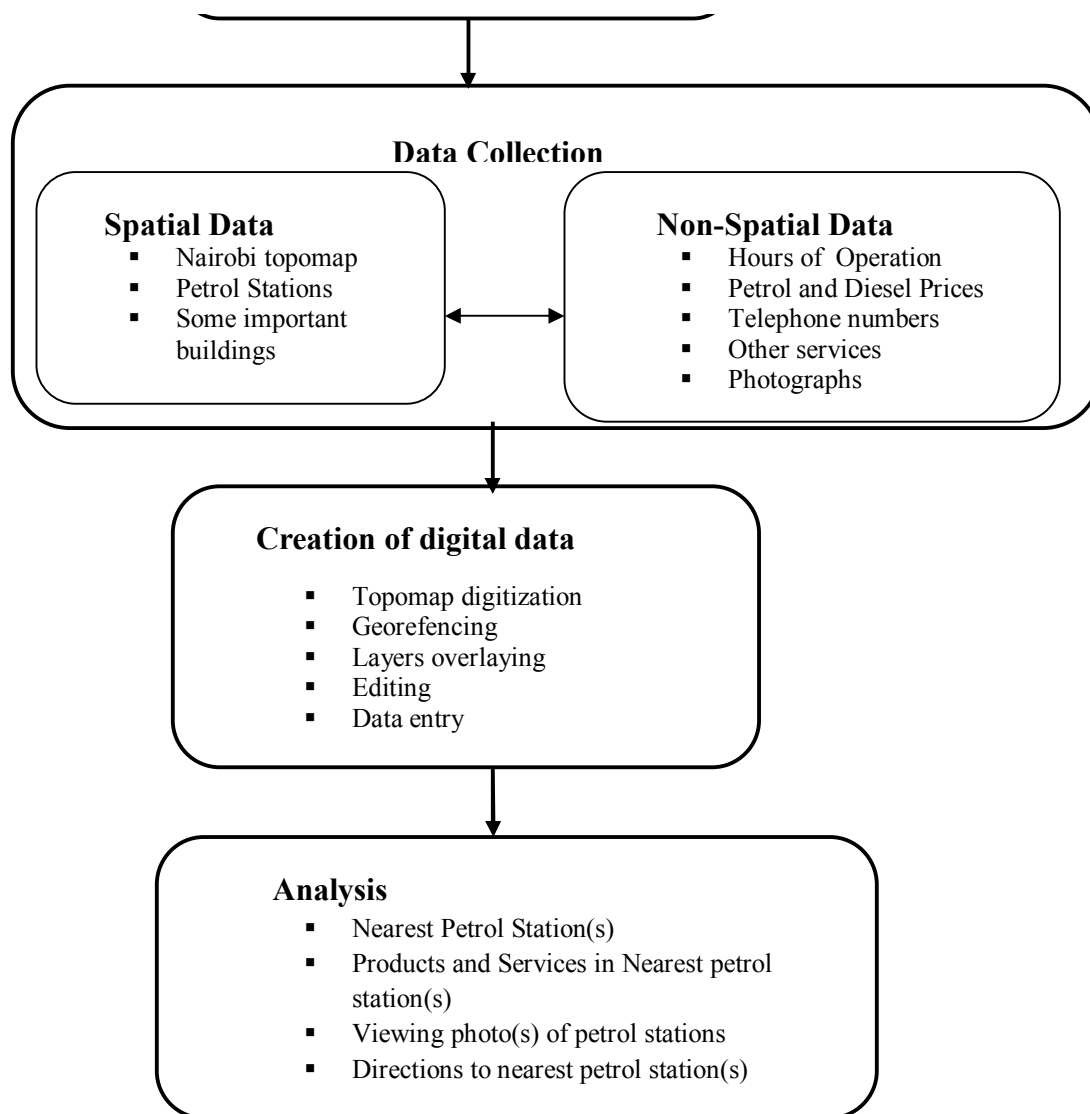 Data Collection
Spatial Data
▪ Nairobi topomap
▪ Petrol Stations
▪ Some important
buildings
Non-Spatial Data
▪ Hours of  Operation
▪ Petrol and Diesel Prices
▪ Telephone numbers
▪ Other services
▪ Photographs
Creation of digital data
▪ Topomap digitization
▪ Georefencing
▪ Layers overlaying
▪ Editing
▪ Data entry
Analysis
▪ Nearest Petrol Station(s)
▪ Products and Services in Nearest petrol
station(s)
▪ Viewing photo(s) of petrol stations
▪ Directions to nearest petrol station(s)